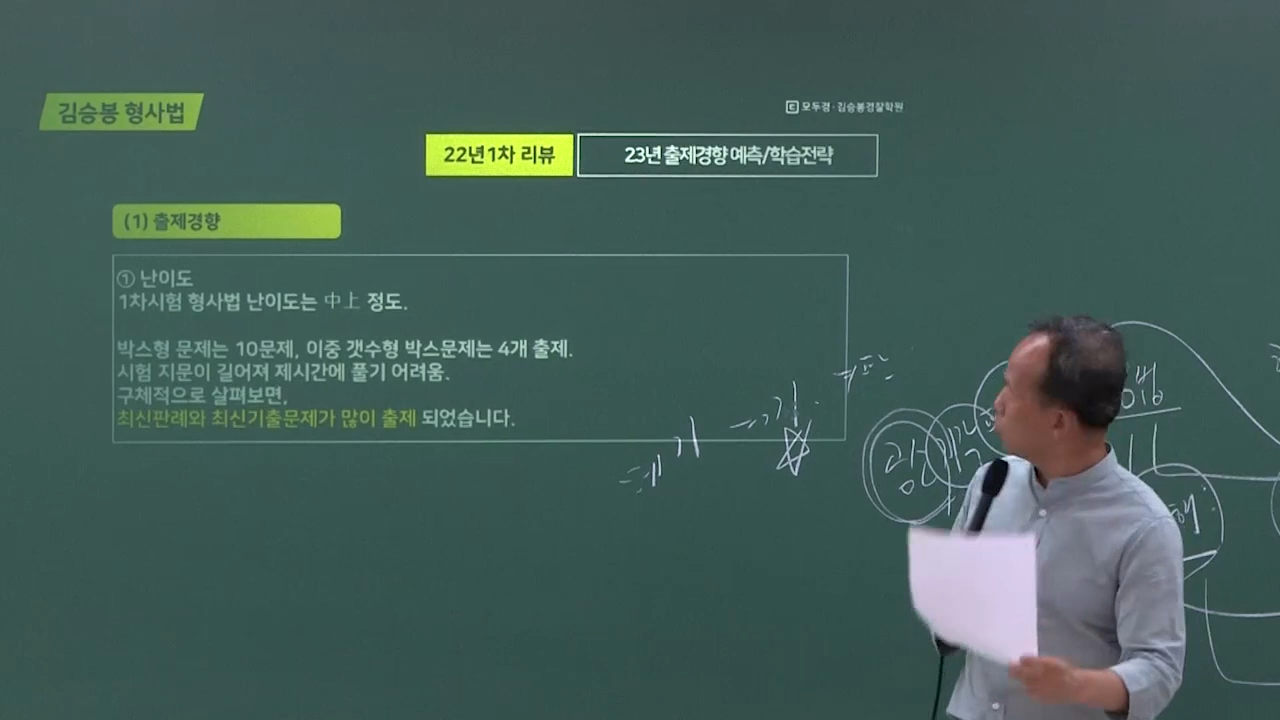 김승봉 형사법
모두경·김승봉경찰학원
22년 1차 리뷰
23년 출제경향 예측/학습전략
(1) 출제경향
① 난이도
1차시험 형사법 난이도는 中上 정도.
박스형 문제는 10문제, 이중 갯수형 박스문제는 4개 출제.
시험 지문이 길어져 제시간에 풀기 어려움.
구체적으로 살펴보면,
최신판례와 최신기출문제가 많이 출제 되었습니다.